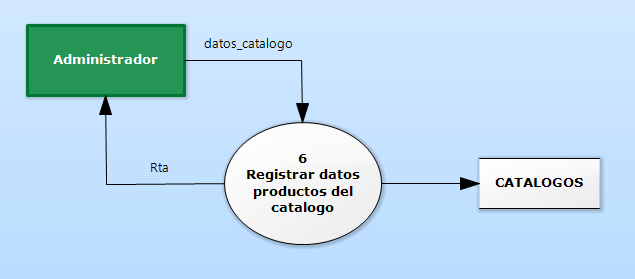 datos_catalogo
Administrador
Rta
6
Registrar datos
productos del
catalogo
CATALOGOS